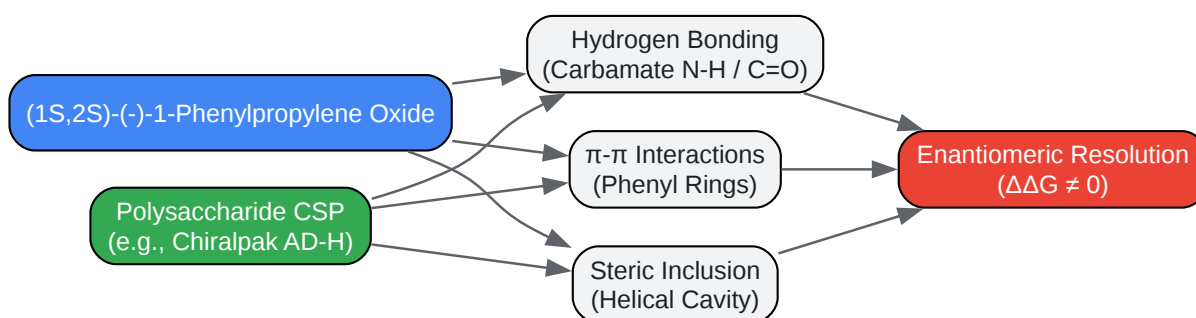 (1S,2S)-(-)-1-Phenylpropylene Oxide
Polysaccharide CSP
(e.g., Chiralpak AD-H)
Hydrogen Bonding
(Carbamate N-H / C=O)
π-π Interactions
(Phenyl Rings)
Steric Inclusion
(Helical Cavity)
Enantiomeric Resolution
(ΔΔG ≠ 0)